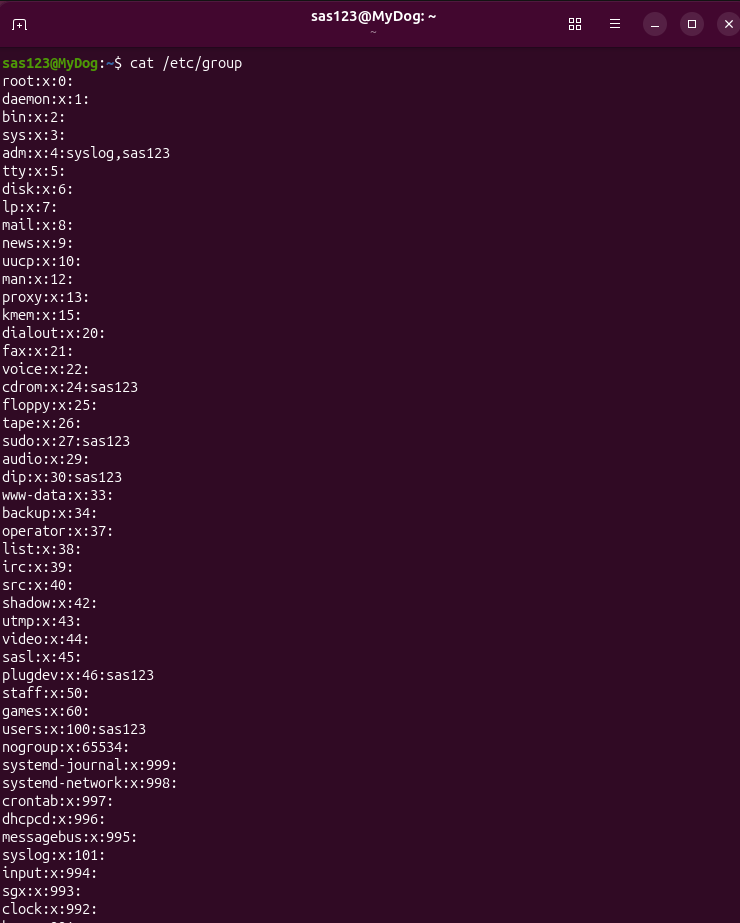 sas123@MyDog: ~
~
sas123@MyDog:~$ cat /etc/group
root:x:0:
daemon:x:1:
bin:x:2:
sys:x:3:
adm:x:4:syslog,sas123
tty:x:5:
disk:x:6:
lp:x:7:
mail:x:8:
news:x:9:
uucp:x:10:
man:x:12:
proxy:x:13:
kmem:x:15:
dialout:x:20:
fax:x:21:
voice:x:22:
cdrom:x:24:sas123
floppy:x:25:
tape:x:26:
sudo:x:27:sas123
audio:x:29:
dip:x:30:sas123
www-data:x:33:
backup:x:34:
operator:x:37:
list:x:38:
irc:x:39:
src:x:40:
shadow:x:42:
utmp:x:43:
video:x:44:
sasl:x:45:
plugdev:x:46:sas123
staff:x:50:
games:x:60:
users:x:100:sas123
nogroup:x:65534:
systemd-journal:x:999:
systemd-network:x:998:
crontab:x:997:
dhcpcd:x:996:
messagebus:x:995:
syslog:x:101:
input:x:994:
sgx:x:993:
clock:x:992: